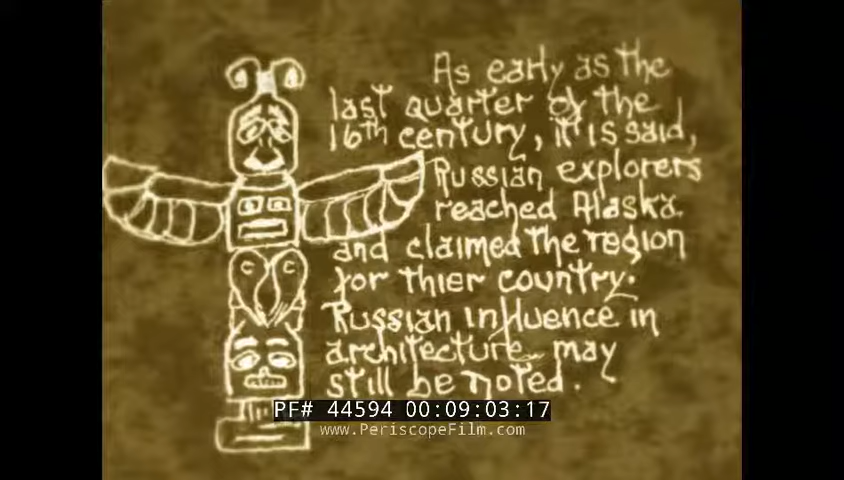 As early as the
last quarter of the
16th century, it is said,
Russian explorers
reached Alaska
and claimed the region
for thier country.
Russian influence in
architecture may
still be noted.
PF# 44594 00:09:03:17
www.PeriscopeFilm.com